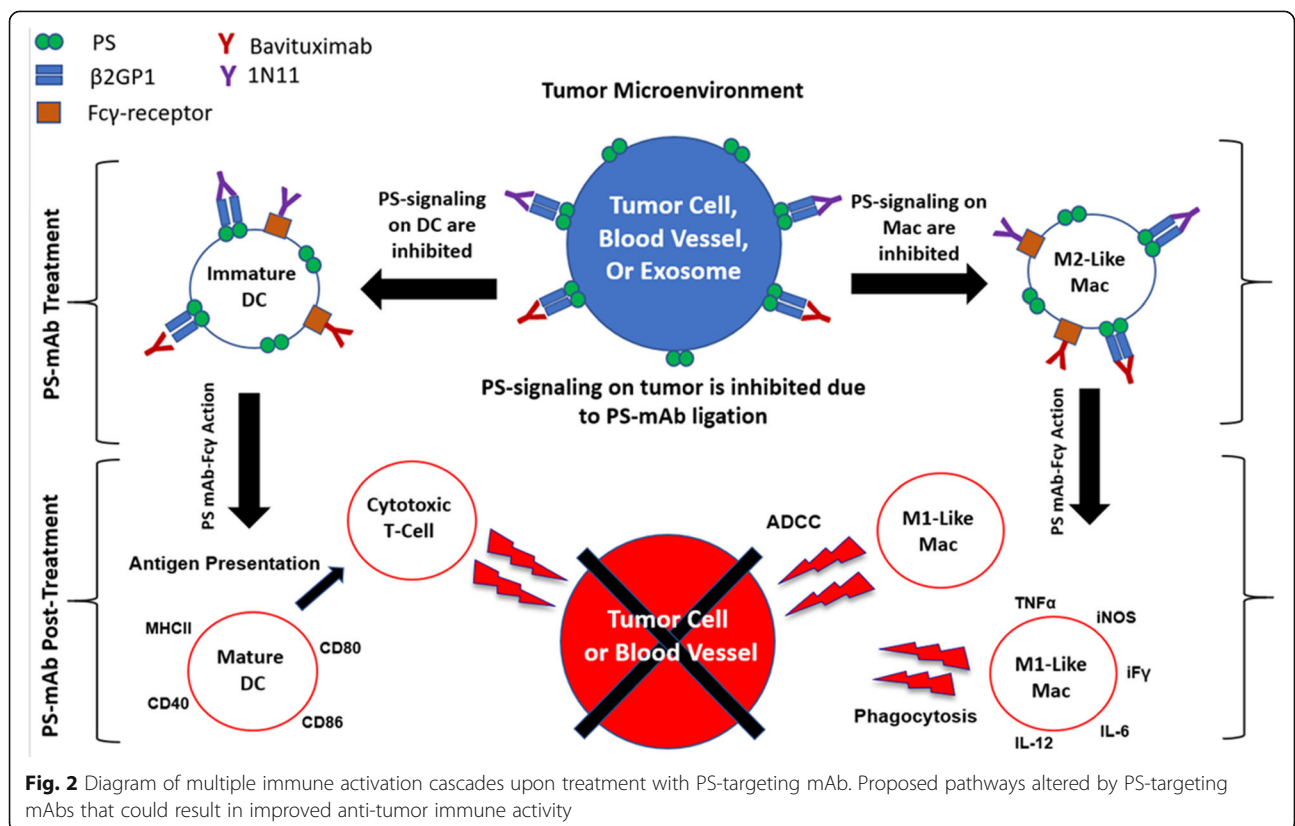 PS
β2GP1
Fcγ-receptor
Bavituximab
1N11
Tumor Microenvironment
PS-mAb Treatment
Immature
DC
PS-signaling
on DC are
inhibited
Tumor Cell,
Blood Vessel,
Or Exosome
PS-signaling on
Mac are
inhibited
M2-Like
Mac
PS-signaling on tumor is inhibited due
to PS-mAb ligation
PS mAb-Fcγ Action
PS mAb-Fcγ Action
PS-mAb Post-Treatment
Antigen Presentation
Cytotoxic
T-Cell
MHCII
CD80
Mature
DC
CD40
CD86
Tumor Cell
or Blood Vessel
ADCC
M1-Like
Mac
TNFα
iNOS
M1-Like
Mac
iFγ
Phagocytosis
IL-6
IL-12
Fig. 2 Diagram of multiple immune activation cascades upon treatment with PS-targeting mAb. Proposed pathways altered by PS-targeting
mAbs that could result in improved anti-tumor immune activity